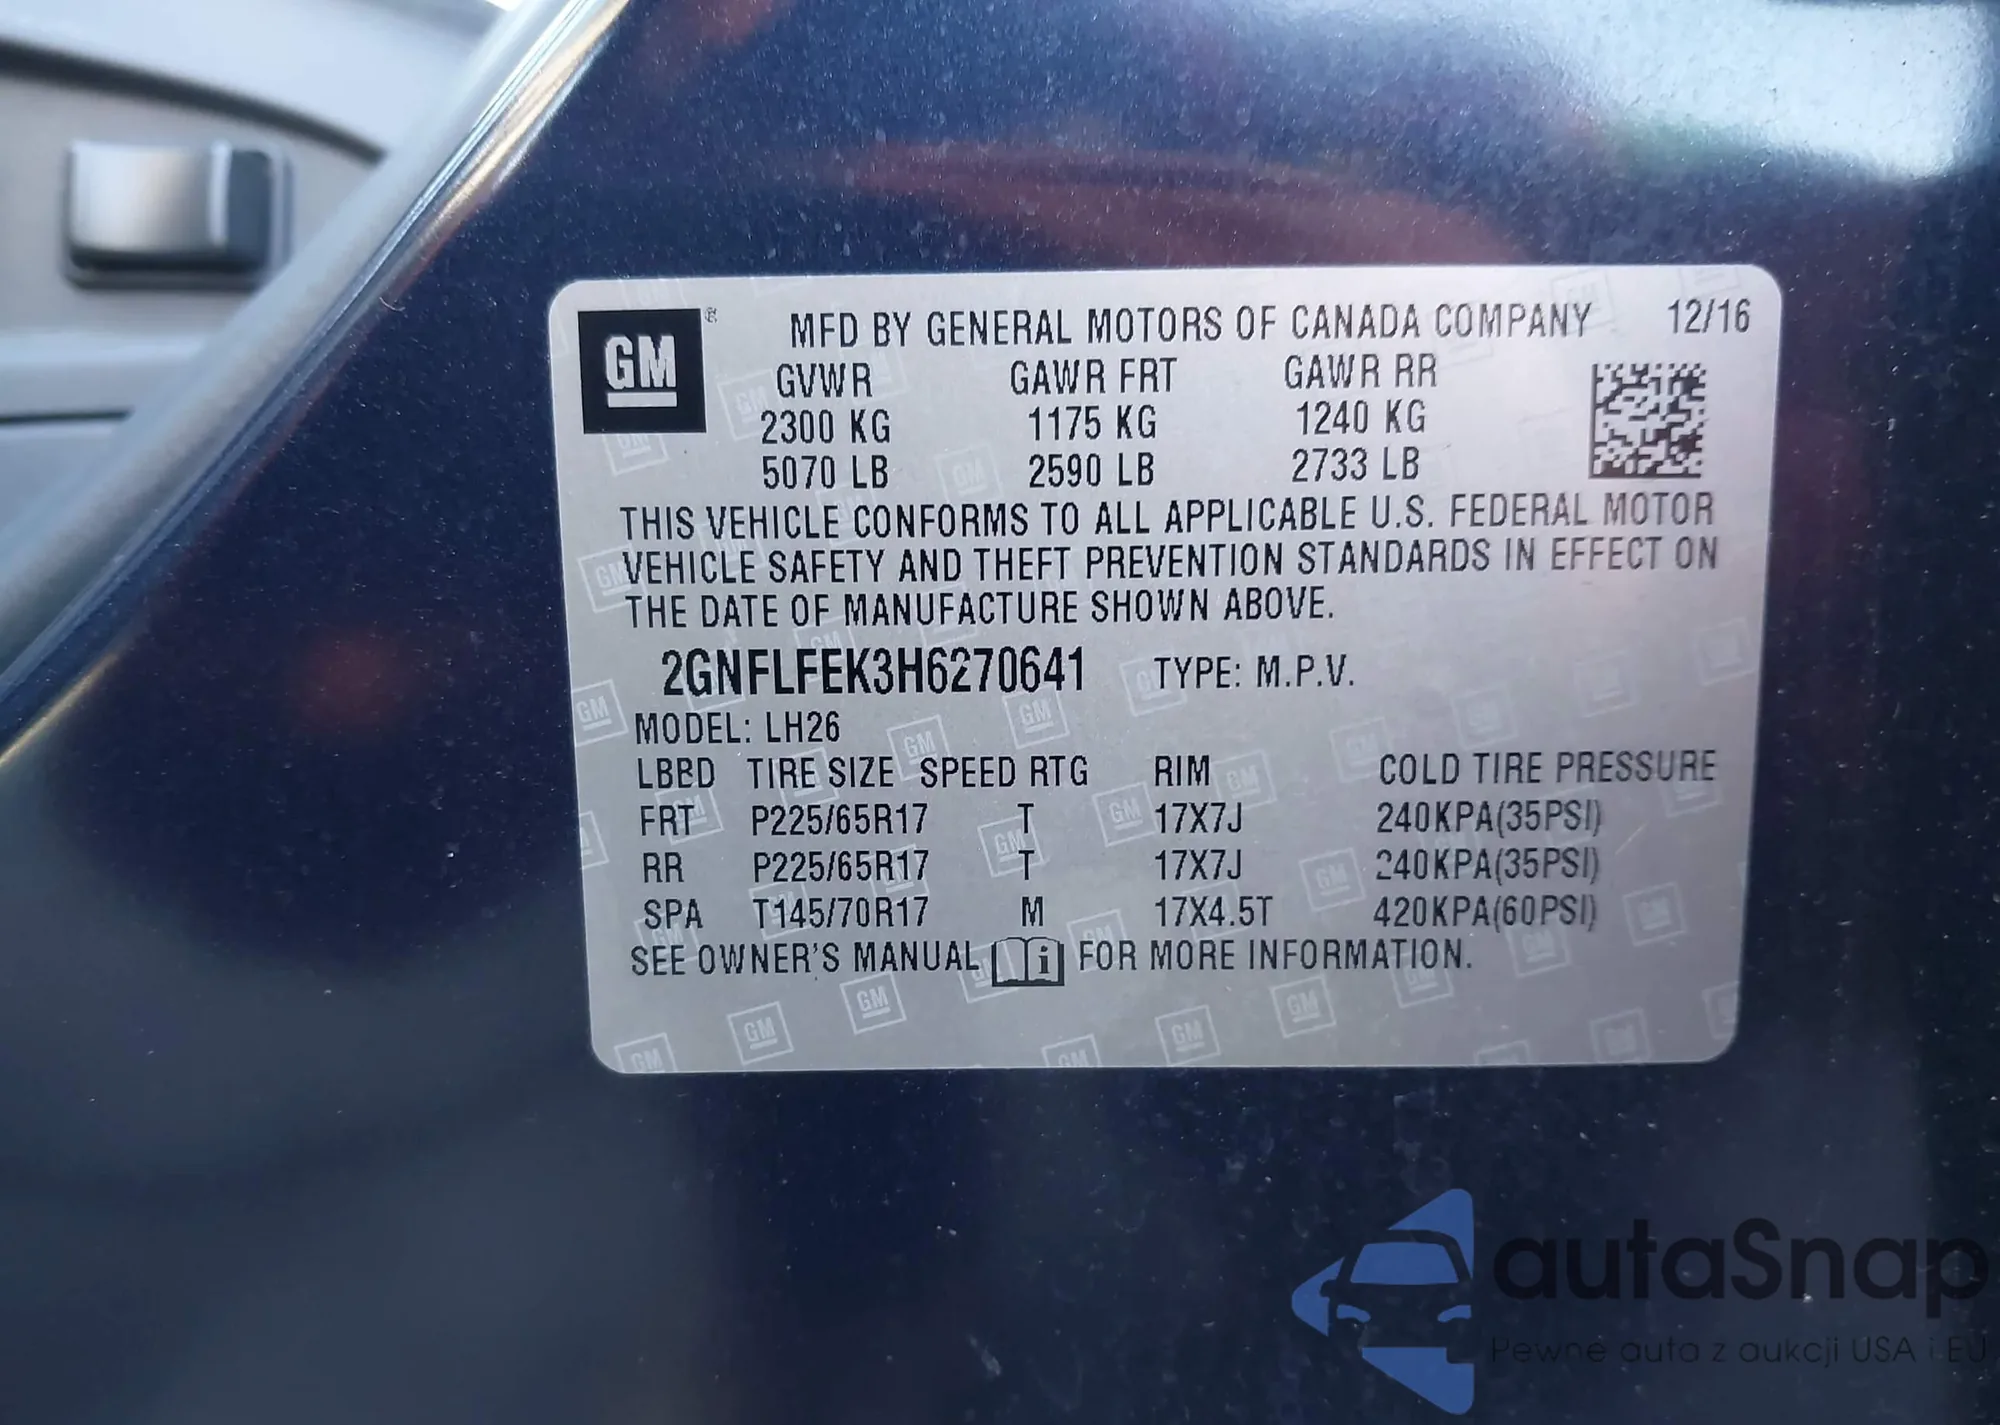 GM ® MFD BY GENERAL MOTORS OF CANADA COMPANY 12/16
GVWR GAWR FRT GAWR RR
2300 KG 1175 KG 1240 KG
5070 LB 2590 LB 2733 LB
THIS VEHICLE CONFORMS TO ALL APPLICABLE U.S. FEDERAL MOTOR
VEHICLE SAFETY AND THEFT PREVENTION STANDARDS IN EFFECT ON
THE DATE OF MANUFACTURE SHOWN ABOVE.
2GNFLFEK3H6270641 TYPE: M.P.V.
MODEL: LH26
LBBD TIRE SIZE SPEED RTG RIM COLD TIRE PRESSURE
FRT P225/65R17 T 17X7J 240KPA(35PSI)
RR P225/65R17 T 17X7J 240KPA(35PSI)
SPA T145/70R17 M 17X4.5T 420KPA(60PSI)
SEE OWNER'S MANUAL i FOR MORE INFORMATION.
autaSnap
Pewne auta z aukcji USA i EU